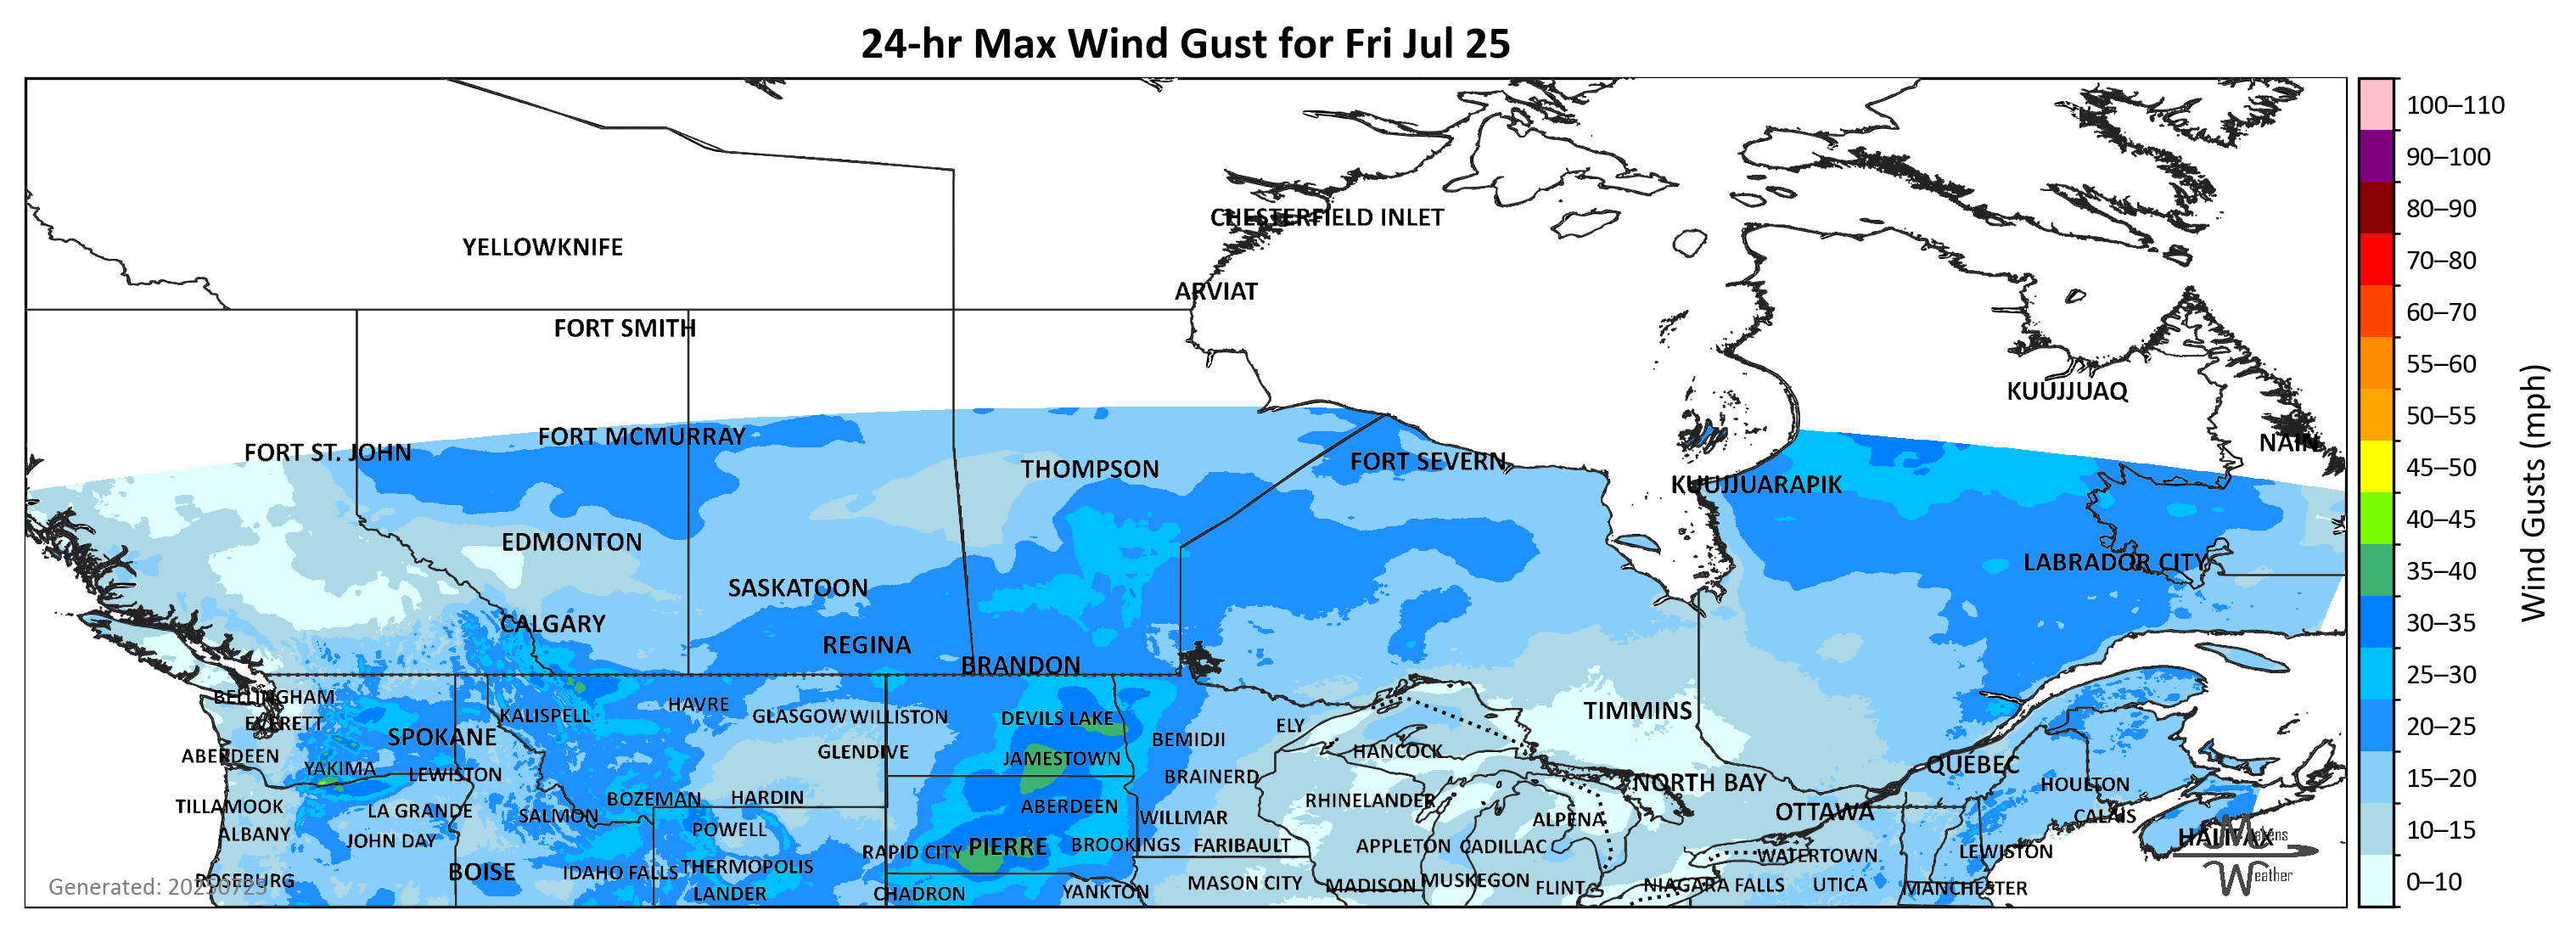 24-hr Max Wind Gust for Fri Jul 25
100–110
90–100
80–90
70–80
60–70
55–60
50–55
45–50
40–45
35–40
30–35
25–30
20–25
15–20
10–15
0–10
Wind Gusts (mph)
CHESTERFIELD INLET
YELLOWKNIFE
ARVIAT
FORT SMITH
KUUJJUAQ
FORT MCMURRAY
NAIN
FORT ST. JOHN
FORT SEVERN
THOMPSON
KUUJJUARAPIK
EDMONTON
LABRADOR CITY
SASKATOON
CALGARY
REGINA
BRANDON
BELLINGHAM
HAVRE
TIMMINS
KALISPELL
GLASGOW
WILLISTON
DEVILS LAKE
EVERETT
ELY
SPOKANE
BEMIDJI
GLENDIVE
HANCOCK
ABERDEEN
JAMESTOWN
QUÉBEC
YAKIMA
LEWISTON
BRAINERD
NORTH BAY
HOULTON
BOZEMAN
HARDIN
RHINELANDER
TILLAMOOK
LA GRANDE
ABERDEEN
OTTAWA
SALMON
WILLMAR
ALPENA
CALAIS
POWELL
ALBANY
HALIFAX
JOHN DAY
PIERRE
BROOKINGS
FARIBAULT
APPLETON
CADILLAC
RAPID CITY
LEWISTON
WATERTOWN
THERMOPOLIS
BOISE
IDAHO FALLS
ROSEBURG
MASON CITY
MADISON
MUSKEGON
FLINT
NIAGARA FALLS
UTICA
MANCHESTER
LANDER
CHADRON
YANKTON
Generated: 20250725
Weather